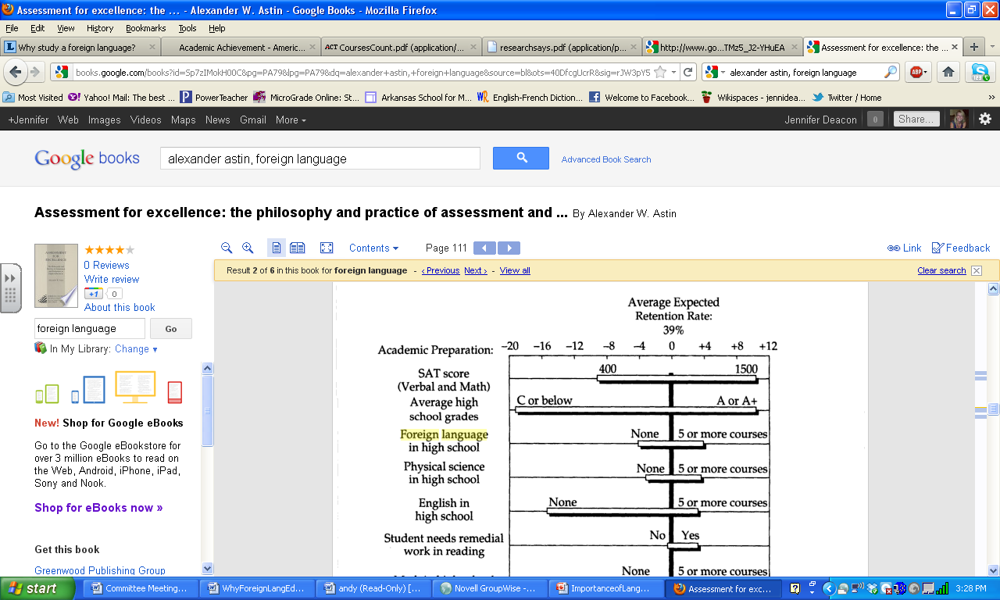 Assessment for excellence: the ... - Alexander W. Astin - Google Books - Mozilla Firefox
File Edit View History Bookmarks Tools Help
Why study a foreign language? Academic Achievement- Americ... ACT CoursesCount.pdf (application/... researchsays.pdf (application/p... http://www.go...TMz5_J2-YHuEA Assessment for excellence: the ...
books.google.com/books?id=Sp7zIMokH00C&pg=PA79&lpg=PA79&dq=alexander+astin,+foreign+language&source=bl&ots=40DfcgUcrR&sig=rJW3pY5 alexander astin, foreign language ABP
Most Visited Yahoo! Mail: The best ... PowerTeacher MicroGrade Online: St... Arkansas School for M... English-French Diction... Welcome to Facebook... Wikispaces - jennidea... Twitter / Home »
+Jennifer Web Images Videos Maps News Gmail More Jennifer Deacon 0 Share...
Google books alexander astin, foreign language Advanced Book Search
Assessment for excellence: the philosophy and practice of assessment and ... By Alexander W. Astin
0 Reviews
Write review
+1 0
About this book
foreign language Go
In My Library: Change
New! Shop for Google eBooks
Go to the Google eBookstore for
over 3 million eBooks to read on
the Web, Android, iPhone, iPad,
Sony and Nook.
Shop for eBooks now »
Get this book
Greenwood Publishing Group
Contents Page 111 Link Feedback
Result 2 of 6 in this book for foreign language - ‹ Previous Next › - View all Clear search
Average Expected
Retention Rate:
39%
Academic Preparation: –20 –16 –12 –8 –4 0 +4 +8 +12
SAT score
(Verbal and Math)
400 1500
Average high
school grades
C or below A or A+
Foreign language
in high school
None 5 or more courses
Physical science
in high school
None 5 or more courses
English in
high school
None 5 or more courses
Student needs remedial
work in reading
No Yes
None 5 or more courses
start Committee Meeting... WhyForeignLangEd... andy (Read-Only) [... Novell GroupWise -... ImportanceofLang... Assessment for exc... 3:28 PM